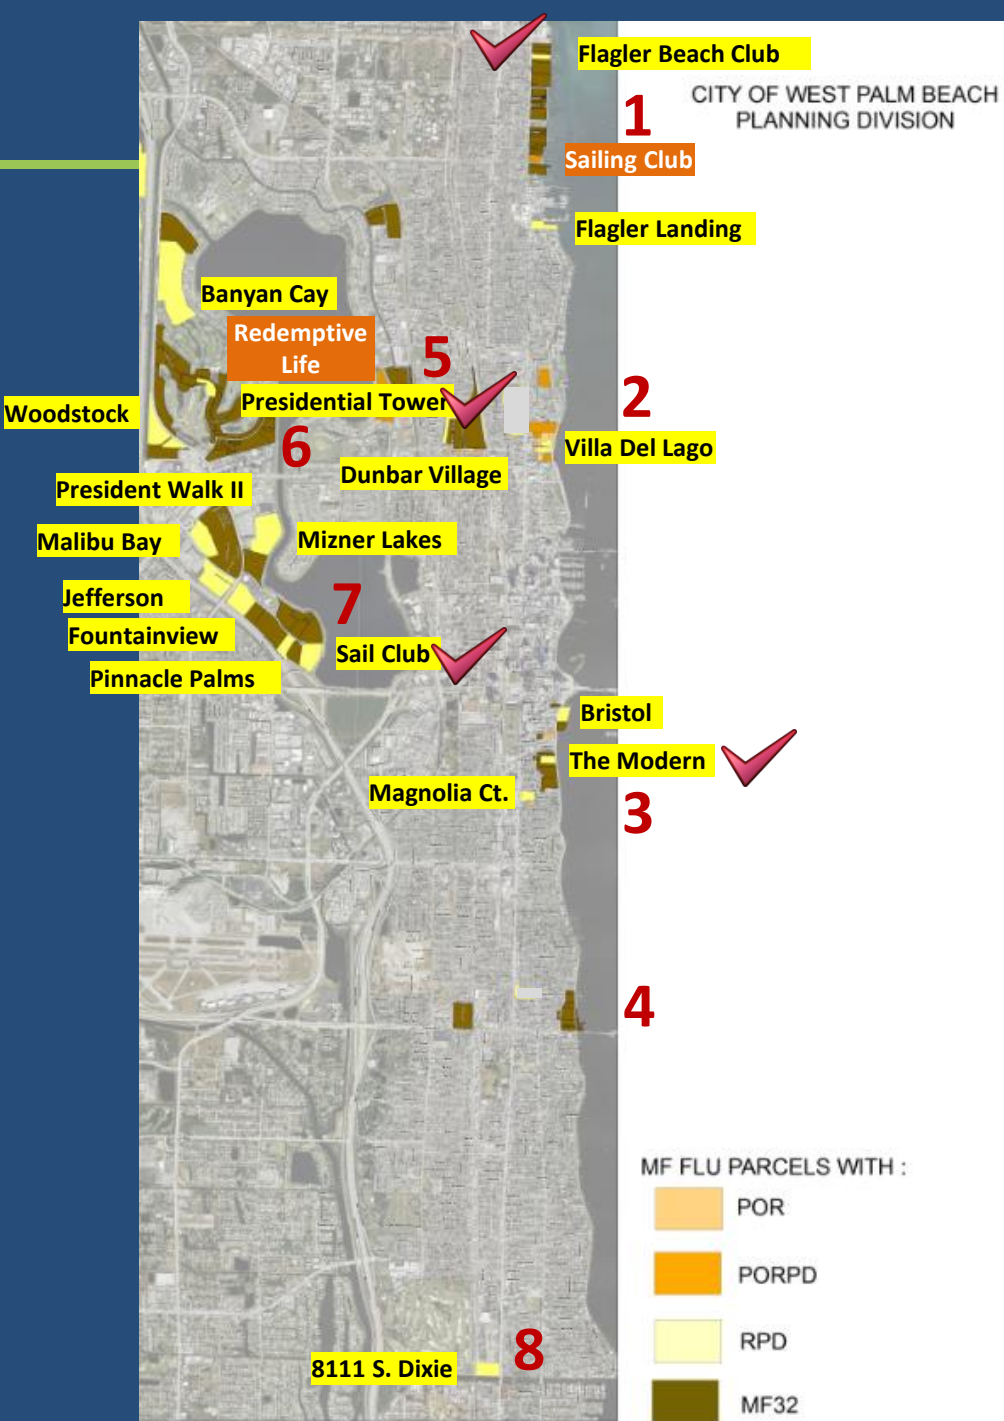 Flagler Beach Club
CITY OF WEST PALM BEACH
PLANNING DIVISION
1
Sailing Club
Flagler Landing
Banyan Cay
Redemptive
Life
5
Presidential Tower
2
Woodstock
6
Villa Del Lago
Dunbar Village
President Walk II
Malibu Bay
Mizner Lakes
Jefferson
7
Fountainview
Sail Club
Pinnacle Palms
Bristol
The Modern
Magnolia Ct.
3
4
MF FLU PARCELS WITH :
POR
PORPD
RPD
8
8111 S. Dixie
MF32